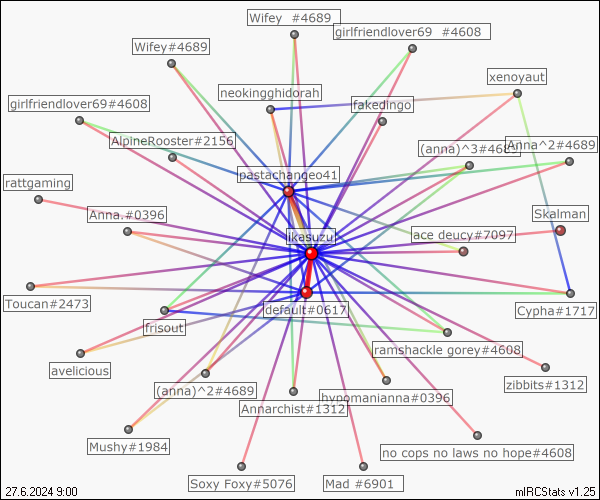 Wifey #4689
girlfriendlover69 #4608
Wifey#4689
xenoyaut
neokingghidorah
fakedingo
girlfriendlover69#4608
AlpineRooster#2156
(anna)^3#4689
Anna^2#4689
pastachangeo41
rattgaming
Anna.#0396
Skalman
ikesuzu
ace deucy#7097
Toucan#2473
default#0617
Cypha#1717
frisout
ramshackle gorey#4608
avelicious
zibbits#1312
(anna)^2#4689
hypomanianna#0396
Annarchist#1312
Mushy#1984
no cops no laws no hope#4608
Soxy Foxy#5076
Mad #6901
27.6.2024 9:00
mIRCStats v1.25